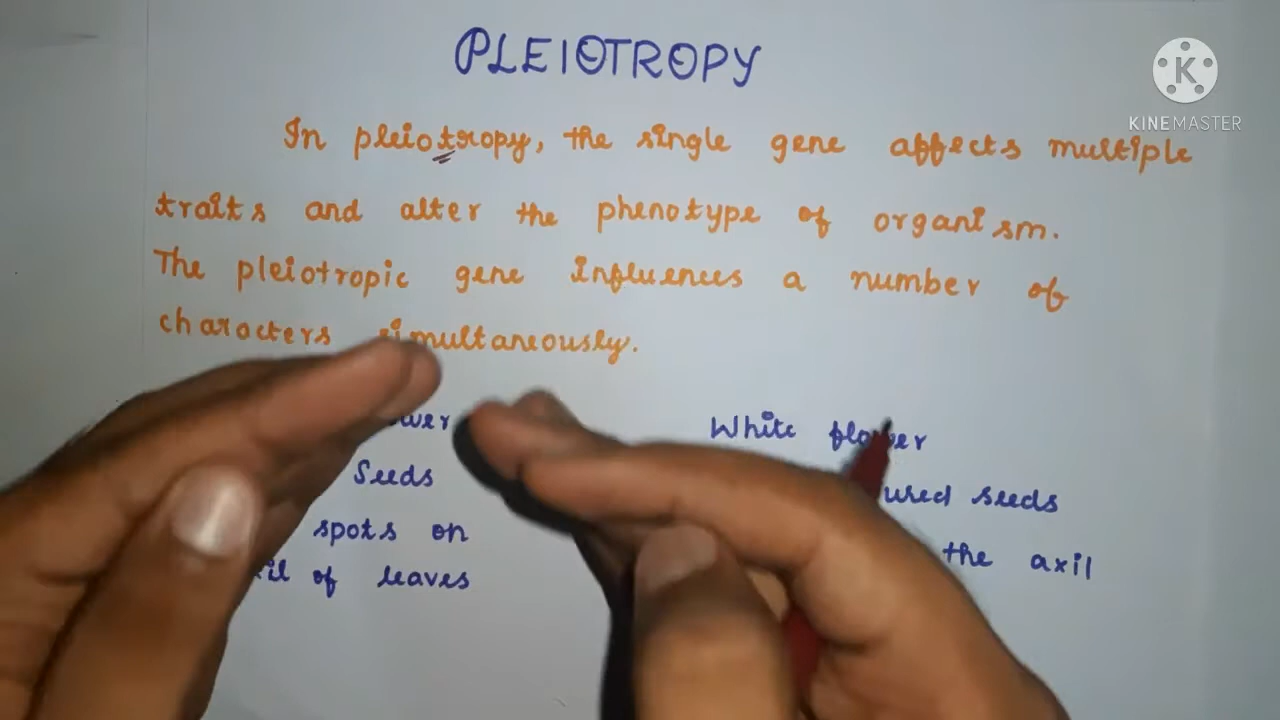 PLEIOTROPY
KINEMASTER
In pleiotropy, the single gene affects multiple
traits and alter the phenotype of organism.
The pleiotropic gene influences a number of
characters simultaneously.
White flower
Seeds
seeds
spots on
the axil
of leaves